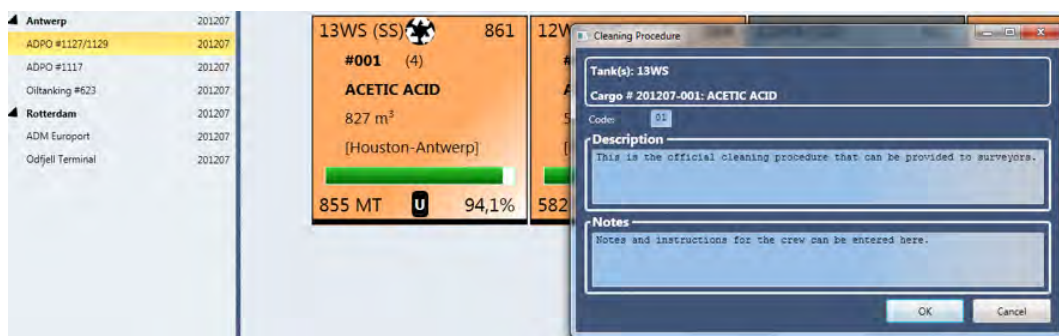 Antwerp 201207
ADPO #1127/1129 201207
ADPO #1117 201207
Oiltanking #623 201207
Rotterdam 201207
ADM Europort 201207
Odfjell Terminal 201207
13WS (SS) 861
#001 (4)
ACETIC ACID
827 m³
[Houston-Antwerp]
855 MT U 94,1%
12W
582
Cleaning Procedure
Tank(s): 13WS
Cargo # 201207-001: ACETIC ACID
Code: 01
Description
This is the official cleaning procedure that can be provided to surveyors.
Notes
Notes and instructions for the crew can be entered here.
OK Cancel